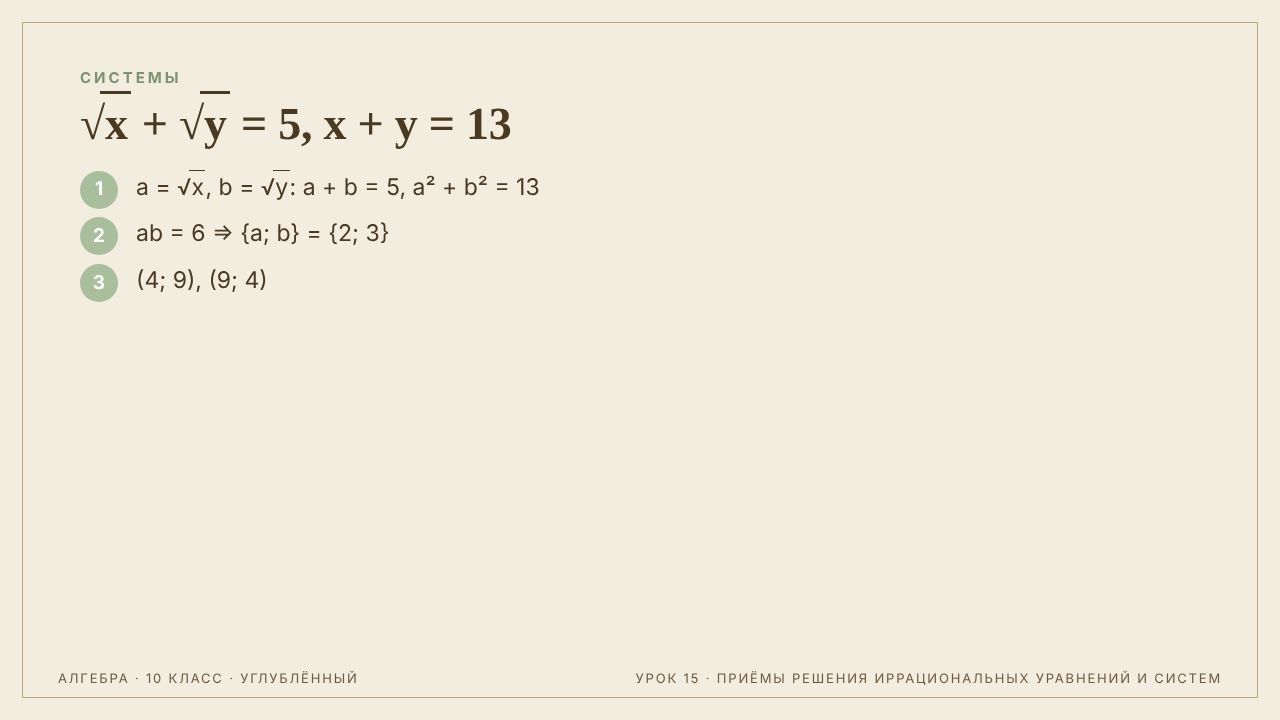 СИСТЕМЫ
√x + √y = 5, x + y = 13
1 a = √x, b = √y: a + b = 5, a² + b² = 13
2 ab = 6 ⇒ {a; b} = {2; 3}
3 (4; 9), (9; 4)
АЛГЕБРА · 10 КЛАСС · УГЛУБЛЁННЫЙ
УРОК 15 · ПРИЁМЫ РЕШЕНИЯ ИРРАЦИОНАЛЬНЫХ УРАВНЕНИЙ И СИСТЕМ